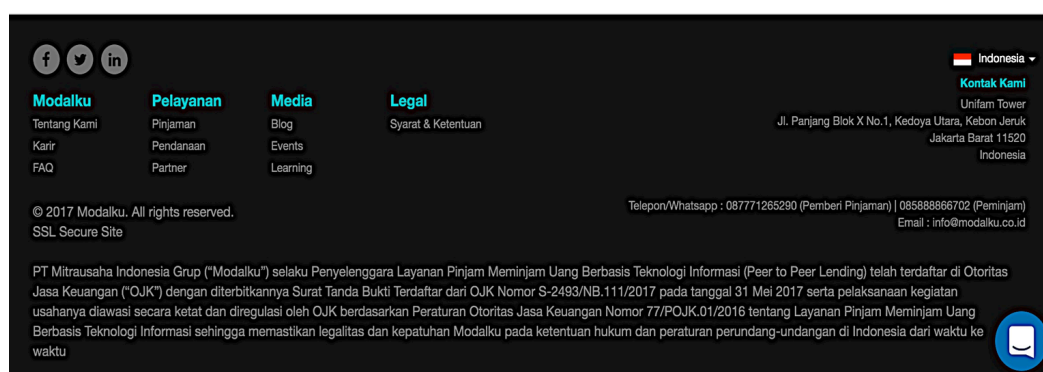 Indonesia
Modalku
Tentang Kami
Karir
FAQ
Pelayanan
Pinjaman
Pendanaan
Partner
Media
Blog
Events
Learning
Legal
Syarat & Ketentuan
Kontak Kami
Unifam Tower
Jl. Panjang Blok X No.1, Kedoya Utara, Kebon Jeruk
Jakarta Barat 11520
Indonesia
© 2017 Modalku. All rights reserved.
SSL Secure Site
Telepon/Whatsapp : 087771265290 (Pemberi Pinjaman) | 085888866702 (Peminjam)
Email : info@modalku.co.id
PT Mitrausaha Indonesia Grup (“Modalku”) selaku Penyelenggara Layanan Pinjam Meminjam Uang Berbasis Teknologi Informasi (Peer to Peer Lending) telah terdaftar di Otoritas
Jasa Keuangan (“OJK”) dengan diterbitkannya Surat Tanda Bukti Terdaftar dari OJK Nomor S-2493/NB.111/2017 pada tanggal 31 Mei 2017 serta pelaksanaan kegiatan
usahanya diawasi secara ketat dan diregulasi oleh OJK berdasarkan Peraturan Otoritas Jasa Keuangan Nomor 77/POJK.01/2016 tentang Layanan Pinjam Meminjam Uang
Berbasis Teknologi Informasi sehingga memastikan legalitas dan kepatuhan Modalku pada ketentuan hukum dan peraturan perundang-undangan di Indonesia dari waktu ke
waktu